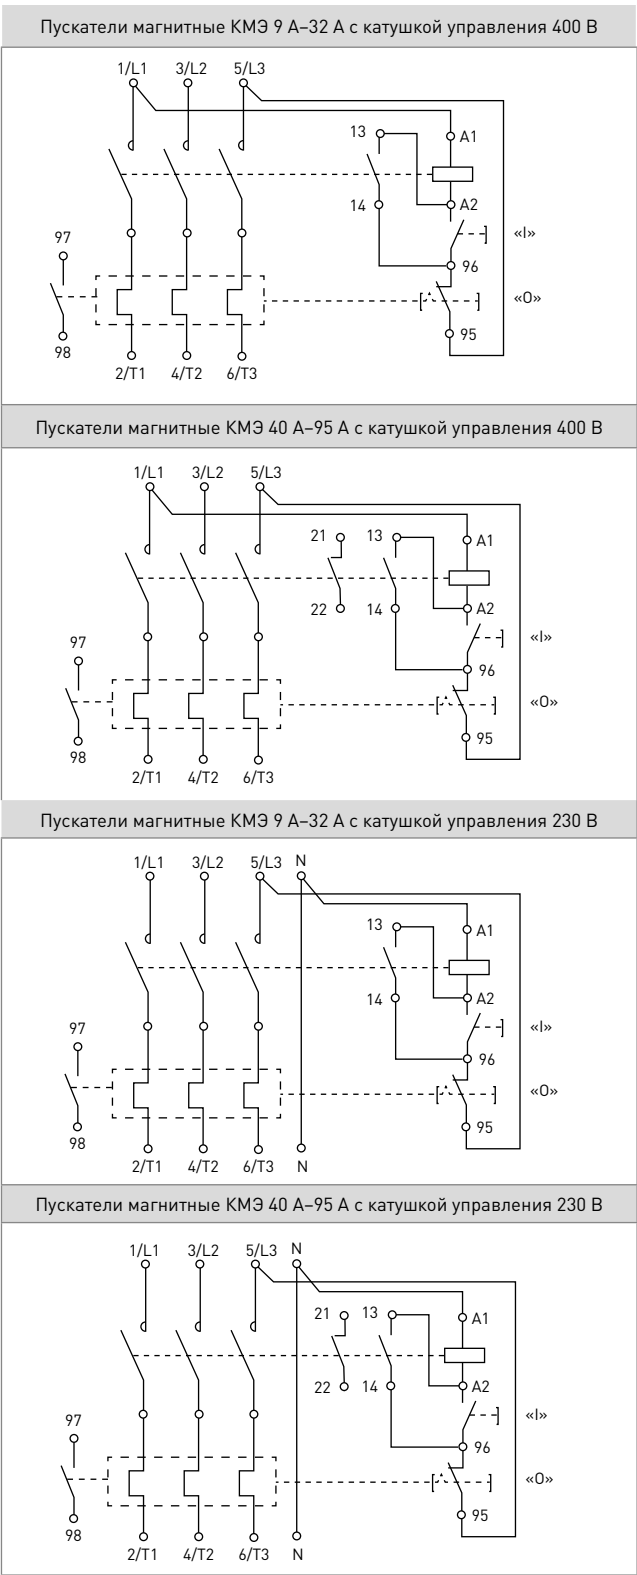 Пускатели магнитные КМЭ 9 А–32 А с катушкой управления 400 В
1/L1 3/L2 5/L3
13 A1
14 A2
97 «I»
96
«O»
98 95
2/T1 4/T2 6/T3
Пускатели магнитные КМЭ 40 А–95 А с катушкой управления 400 В
1/L1 3/L2 5/L3
21 13 A1
22 14 A2
97 «I»
96
«O»
98 95
2/T1 4/T2 6/T3
Пускатели магнитные КМЭ 9 А–32 А с катушкой управления 230 В
1/L1 3/L2 5/L3 N
13 A1
14 A2
97 «I»
96
«O»
98 95
2/T1 4/T2 6/T3 N
Пускатели магнитные КМЭ 40 А–95 А с катушкой управления 230 В
1/L1 3/L2 5/L3 N
21 13 A1
22 14 A2
97 «I»
96
«O»
98 95
2/T1 4/T2 6/T3 N